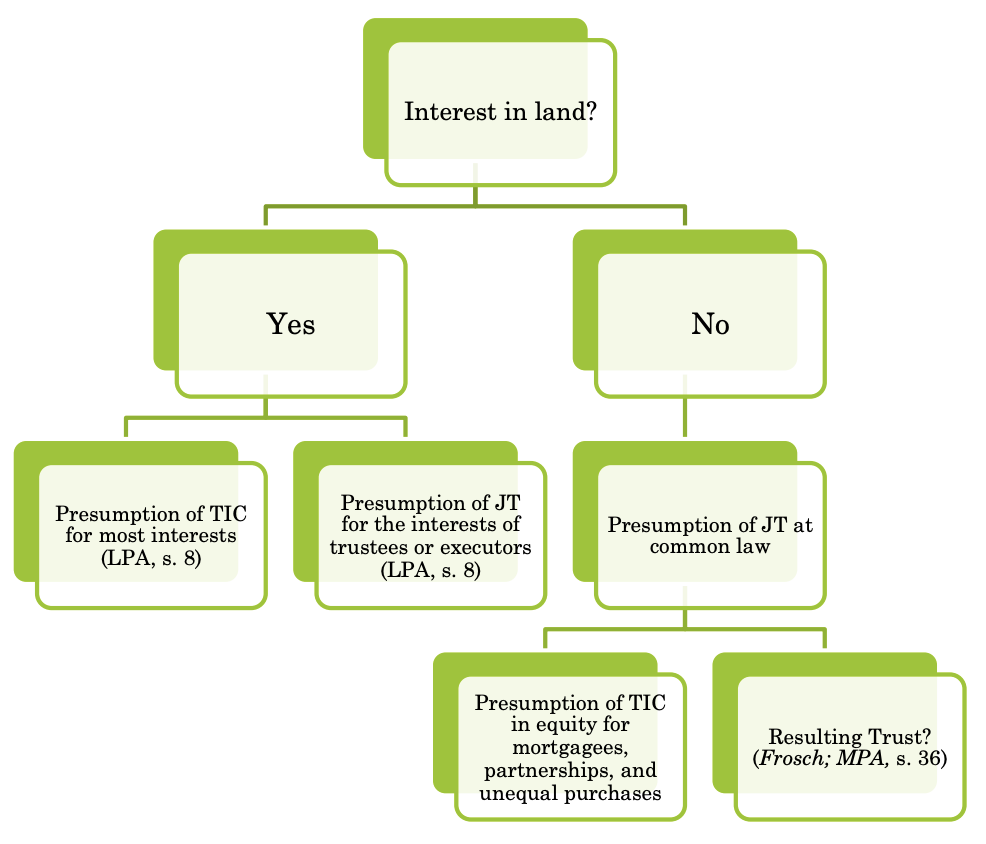 Interest in land?
Yes
No
Presumption of TIC
for most interests
(LPA, s. 8)
Presumption of JT
for the interests of
trustees or executors
(LPA, s. 8)
Presumption of JT at
common law
Presumption of TIC
in equity for
mortgagees,
partnerships, and
unequal purchases
Resulting Trust?
(Frosch; MPA, s. 36)